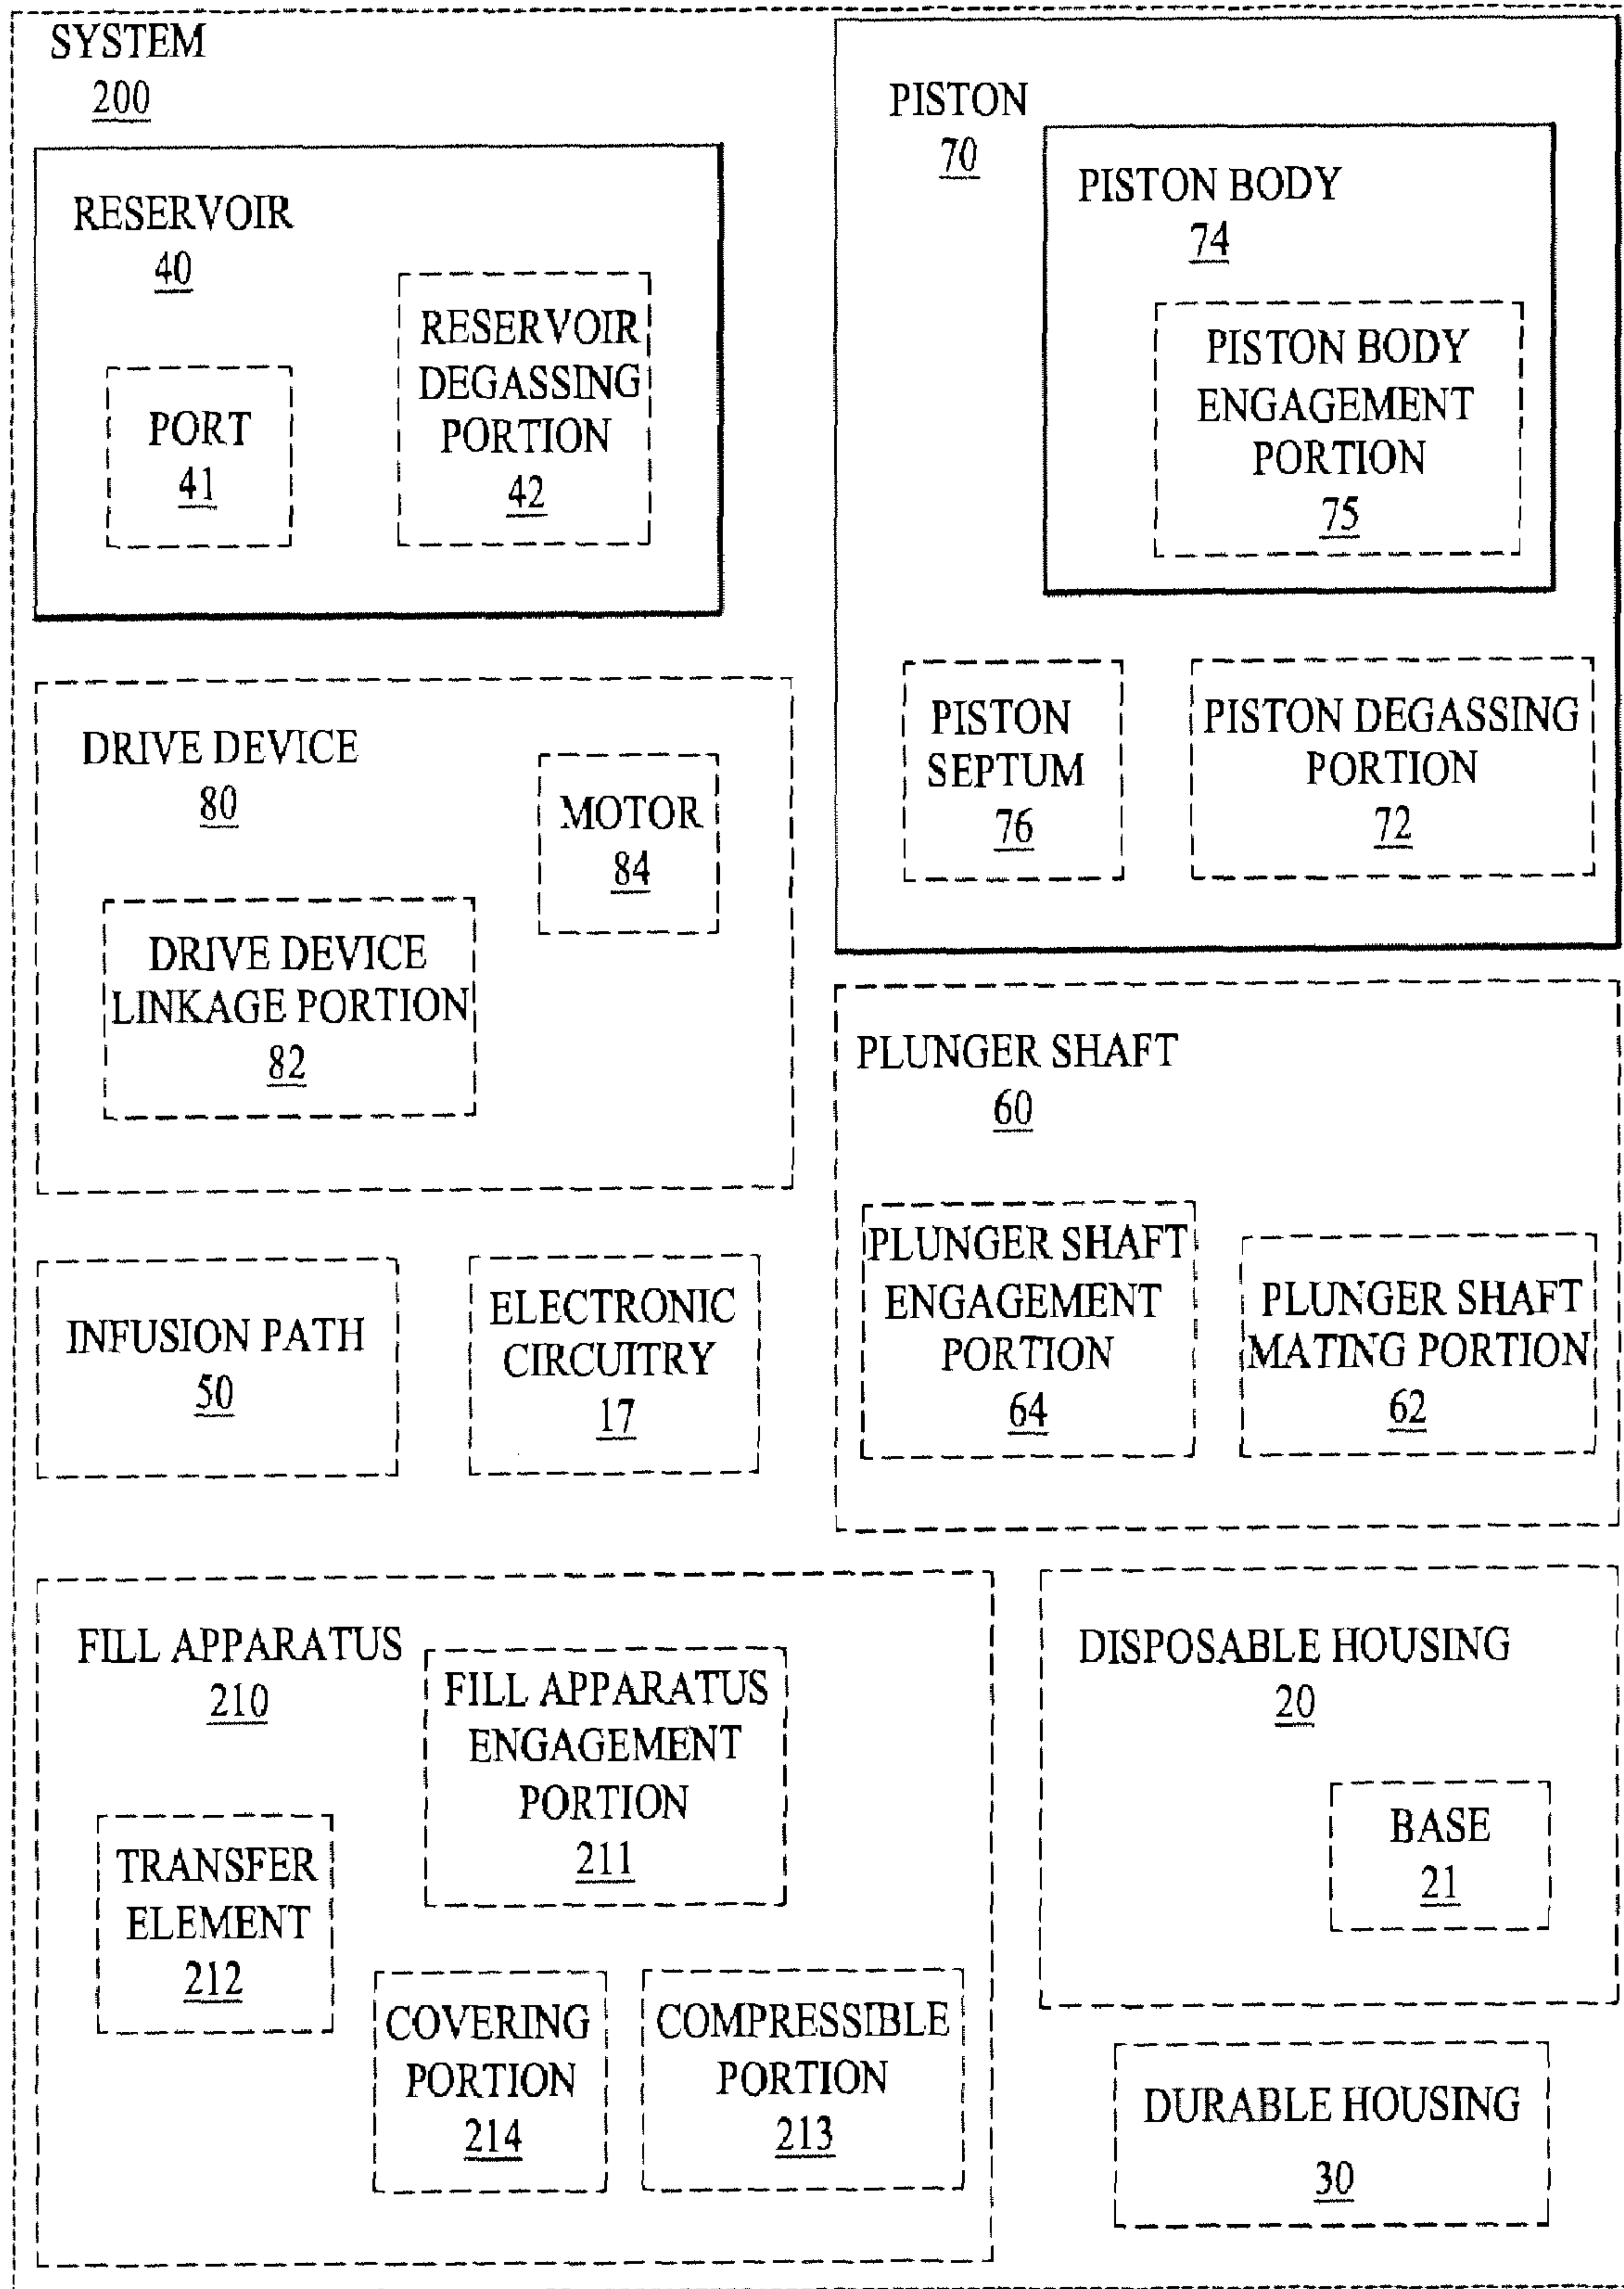 SYSTEM
200
RESERVOIR
40
PORT
41
RESERVOIR
DEGASSING
PORTION
42
PISTON
70
PISTON BODY
74
PISTON BODY
ENGAGEMENT
PORTION
75
PISTON
SEPTUM
76
PISTON DEGASSING
PORTION
72
DRIVE DEVICE
80
MOTOR
84
DRIVE DEVICE
LINKAGE PORTION
82
PLUNGER SHAFT
60
PLUNGER SHAFT
ENGAGEMENT
PORTION
64
PLUNGER SHAFT
MATING PORTION
62
INFUSION PATH
50
ELECTRONIC
CIRCUITRY
17
FILL APPARATUS
210
FILL APPARATUS
ENGAGEMENT
PORTION
211
TRANSFER
ELEMENT
212
COVERING
PORTION
214
COMPRESSIBLE
PORTION
213
DISPOSABLE HOUSING
20
BASE
21
DURABLE HOUSING
30